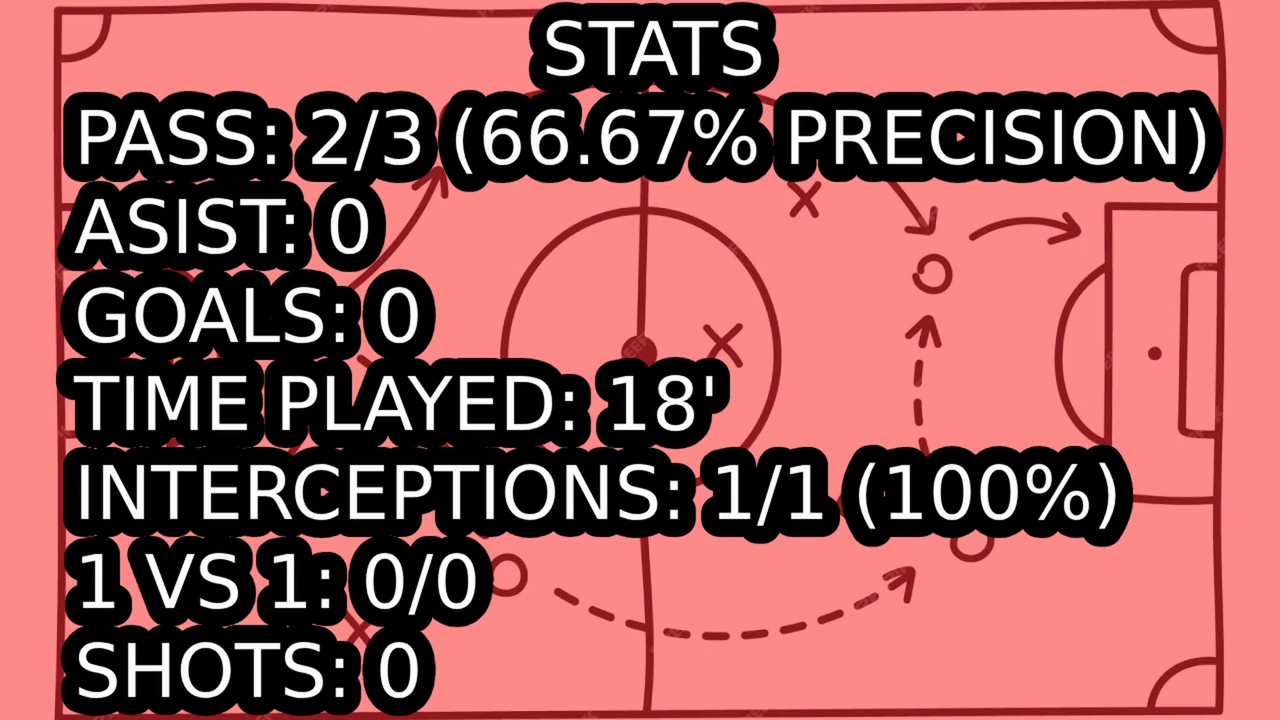 STATS
PASS: 2/3 (66.67% PRECISION)
ASIST: 0
GOALS: 0
TIME PLAYED: 18'
INTERCEPTIONS: 1/1 (100%)
1 VS 1: 0/0
SHOTS: 0